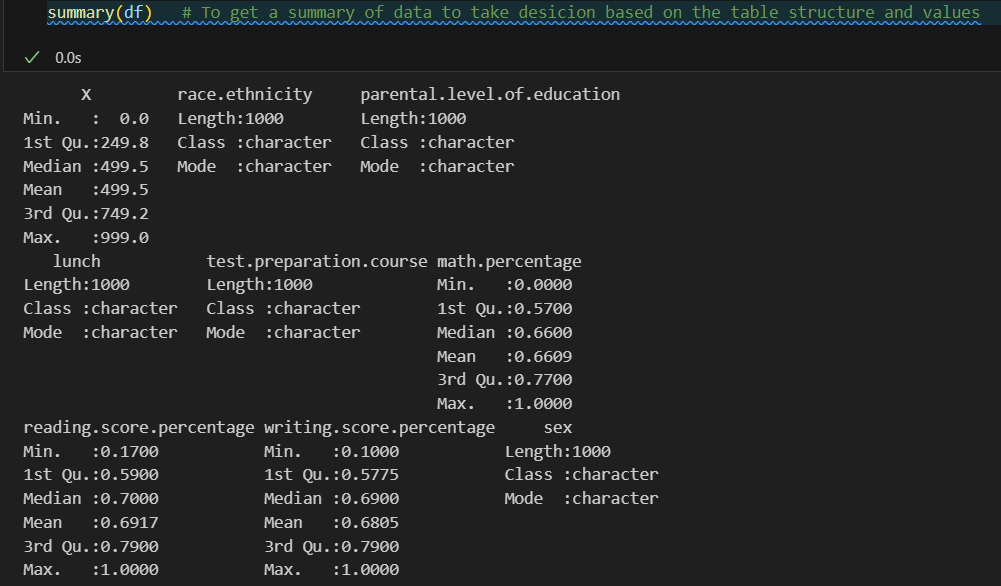 summary(df)   # To get a summary of data to take desicion based on the table structure and values
✓ 0.0s
      X         race.ethnicity     parental.level.of.education
Min.   :  0.0   Length:1000        Length:1000
1st Qu.:249.8   Class :character   Class :character
Median :499.5   Mode  :character   Mode  :character
Mean   :499.5
3rd Qu.:749.2
Max.   :999.0
   lunch           test.preparation.course math.percentage
Length:1000        Length:1000             Min.   :0.0000
Class :character   Class :character        1st Qu.:0.5700
Mode  :character   Mode  :character        Median :0.6600
                                           Mean   :0.6609
                                           3rd Qu.:0.7700
                                           Max.   :1.0000
reading.score.percentage writing.score.percentage     sex
Min.   :0.1700           Min.   :0.1000           Length:1000
1st Qu.:0.5900           1st Qu.:0.5775           Class :character
Median :0.7000           Median :0.6900           Mode  :character
Mean   :0.6917           Mean   :0.6805
3rd Qu.:0.7900           3rd Qu.:0.7900
Max.   :1.0000           Max.   :1.0000